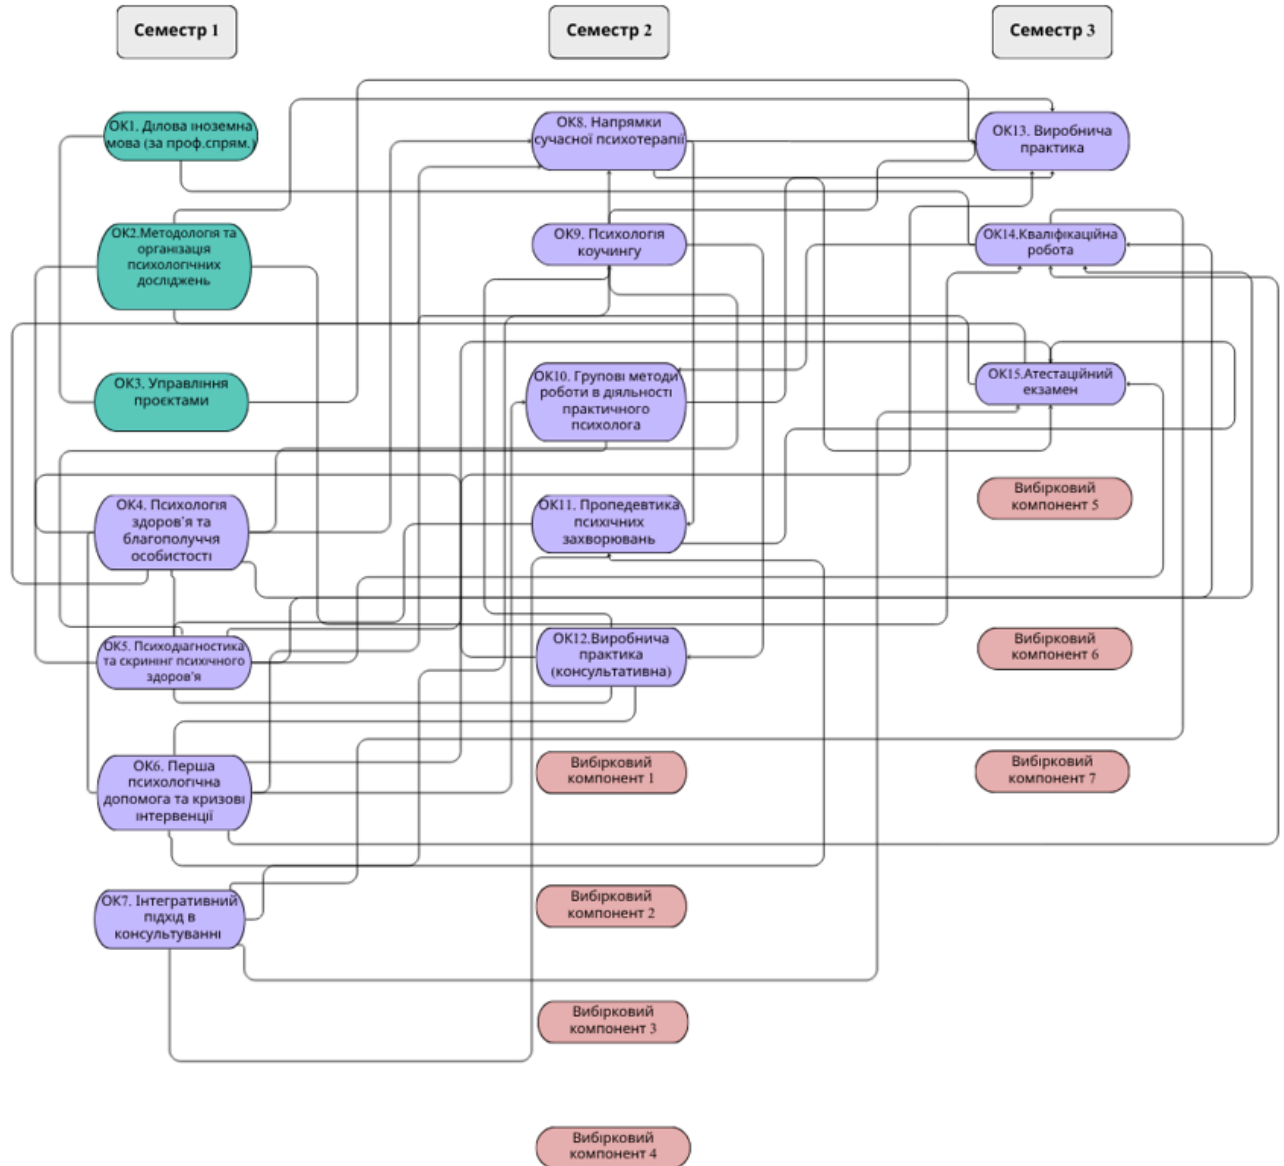 Семестр 1
Семестр 2
Семестр 3
ОК1. Ділова іноземна
мова (за проф.спрям.)
ОК2.Методологія та
організація
психологічних
досліджень
ОК3. Управління
проєктами
ОК4. Психологія
здоров'я та
благополуччя
особистості
ОК5. Психодіагностика
та скринінг психічного
здоров'я
ОК6. Перша
психологічна
допомога та кризові
інтервенції
ОК7. Інтегративний
підхід в
консультуванні
ОК8. Напрямки
сучасної психотерапії
ОК9. Психологія
коучингу
ОК10. Групові методи
роботи в діяльності
практичного
психолога
ОК11. Пропедевтика
психічних
захворювань
ОК12.Виробнича
практика
(консультативна)
Вибірковий
компонент 1
Вибірковий
компонент 2
Вибірковий
компонент 3
Вибірковий
компонент 4
ОК13. Виробнича
практика
ОК14.Кваліфікаційна
робота
ОК15.Атестаційний
екзамен
Вибірковий
компонент 5
Вибірковий
компонент 6
Вибірковий
компонент 7